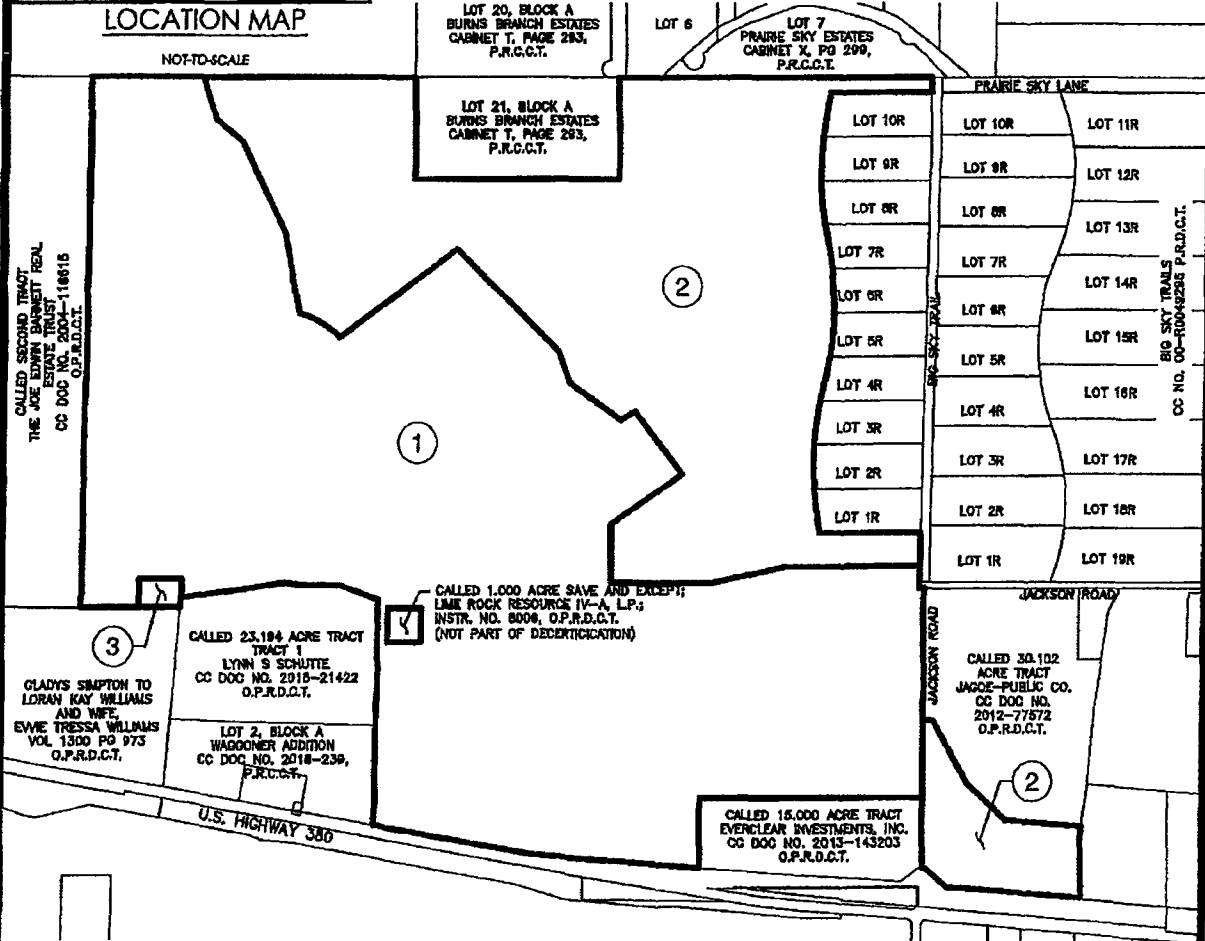 LOCATION MAP
NOT-TO-SCALE
LOT 20, BLOCK A
BURNS BRANCH ESTATES
CABINET T, PAGE 293,
P.R.C.C.T.
LOT 6
LOT 7
PRAIRIE SKY ESTATES
CABINET X, PG 299,
P.R.C.C.T.
LOT 21, BLOCK A
BURNS BRANCH ESTATES
CABINET T, PAGE 293,
P.R.C.C.T.
PRAIRIE SKY LANE
LOT 10R
LOT 9R
LOT 8R
LOT 7R
LOT 6R
LOT 5R
LOT 4R
LOT 3R
LOT 2R
LOT 1R
BIG SKY TRAIL
LOT 10R
LOT 9R
LOT 8R
LOT 7R
LOT 6R
LOT 5R
LOT 4R
LOT 3R
LOT 2R
LOT 1R
LOT 11R
LOT 12R
LOT 13R
LOT 14R
LOT 15R
LOT 16R
LOT 17R
LOT 18R
LOT 19R
BIG SKY TRAILS
CC NO. 00-R0049295 P.R.D.C.T.
CALLED SECOND TRACT
THE JOE EDWIN BARNETT REAL
ESTATE TRUST
CC DOC NO. 2004-118615
O.P.R.D.C.T.
2
1
3
CALLED 1.000 ACRE SAVE AND EXCEPT;
LIME ROCK RESOURCE IV-A, L.P.;
INSTR. NO. 8008, O.P.R.D.C.T.
(NOT PART OF DECERTICICATION)
JACKSON ROAD
JACKSON ROAD
CALLED 23.194 ACRE TRACT
TRACT 1
LYNN S SCHUTTE
CC DOC NO. 2015-21422
O.P.R.D.C.T.
GLADYS SIMPTON TO
LORAN KAY WILLIAMS
AND WIFE,
EVVIE TRESSA WILLIAMS
VOL 1300 PG 973
O.P.R.D.C.T.
LOT 2, BLOCK A
WAGGONER ADDITION
CC DOC NO. 2018-239,
P.R.C.C.T.
CALLED 30.102
ACRE TRACT
JAGOE-PUBLIC CO.
CC DOC NO.
2012-77572
O.P.R.D.C.T.
2
U.S. HIGHWAY 380
CALLED 15.000 ACRE TRACT
EVERCLEAR INVESTMENTS, INC.
CC DOC NO. 2013-143203
O.P.R.D.C.T.